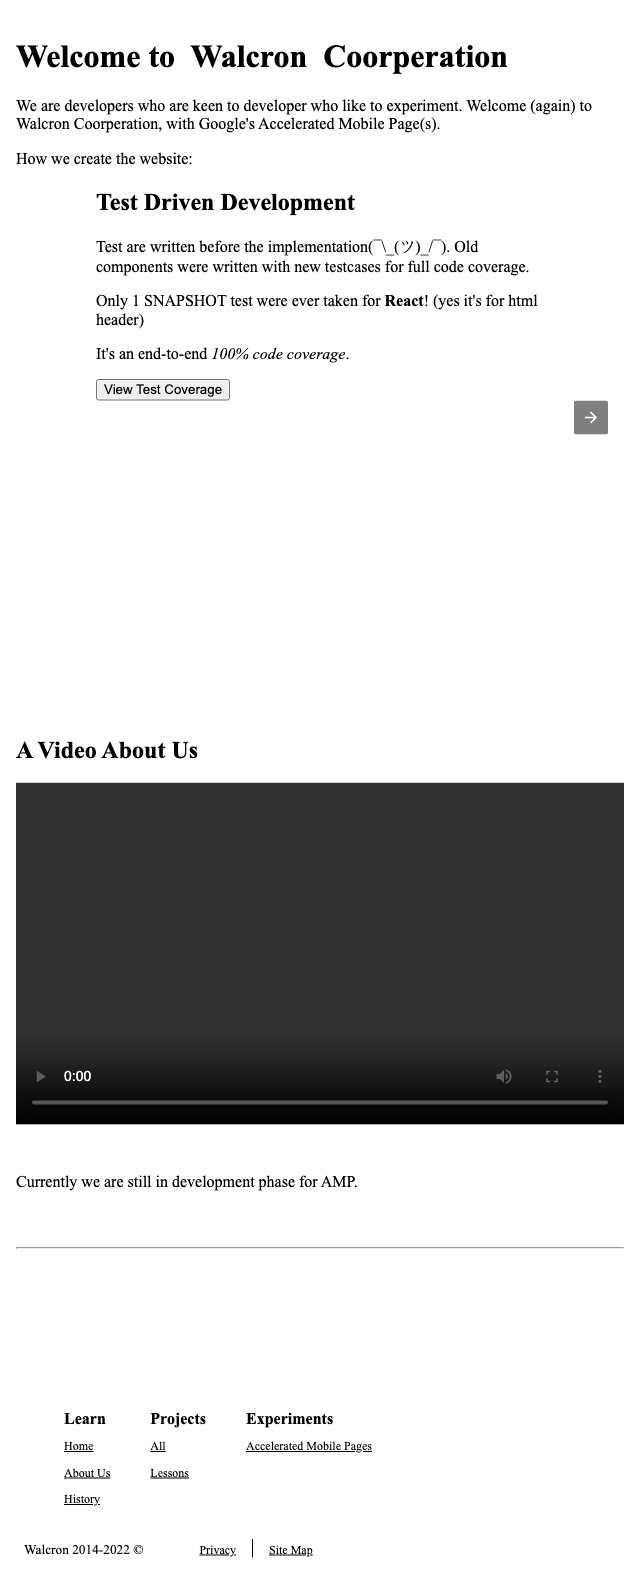 Welcome to Walcron Coorperation
We are developers who are keen to developer who like to experiment. Welcome (again) to
Walcron Coorperation, with Google's Accelerated Mobile Page(s).
How we create the website:
Test Driven Development
Test are written before the implementation(¯\_(ツ)_/¯). Old
components were written with new testcases for full code coverage.
Only 1 SNAPSHOT test were ever taken for React! (yes it's for html
header)
It's an end-to-end 100% code coverage.
View Test Coverage
A Video About Us
0:00
Currently we are still in development phase for AMP.
Learn Projects Experiments
Home All Accelerated Mobile Pages
About Us Lessons
History
Walcron 2014-2022 © Privacy Site Map